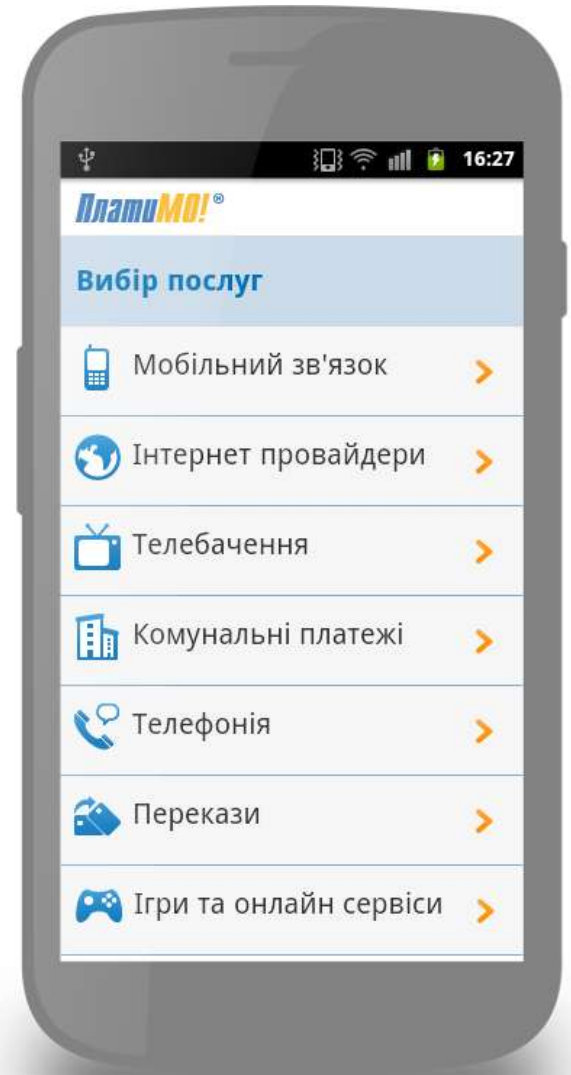 16:27
ПлатиМО!®
Вибір послуг
Мобільний зв'язок
Інтернет провайдери
Телебачення
Комунальні платежі
Телефонія
Перекази
Ігри та онлайн сервіси